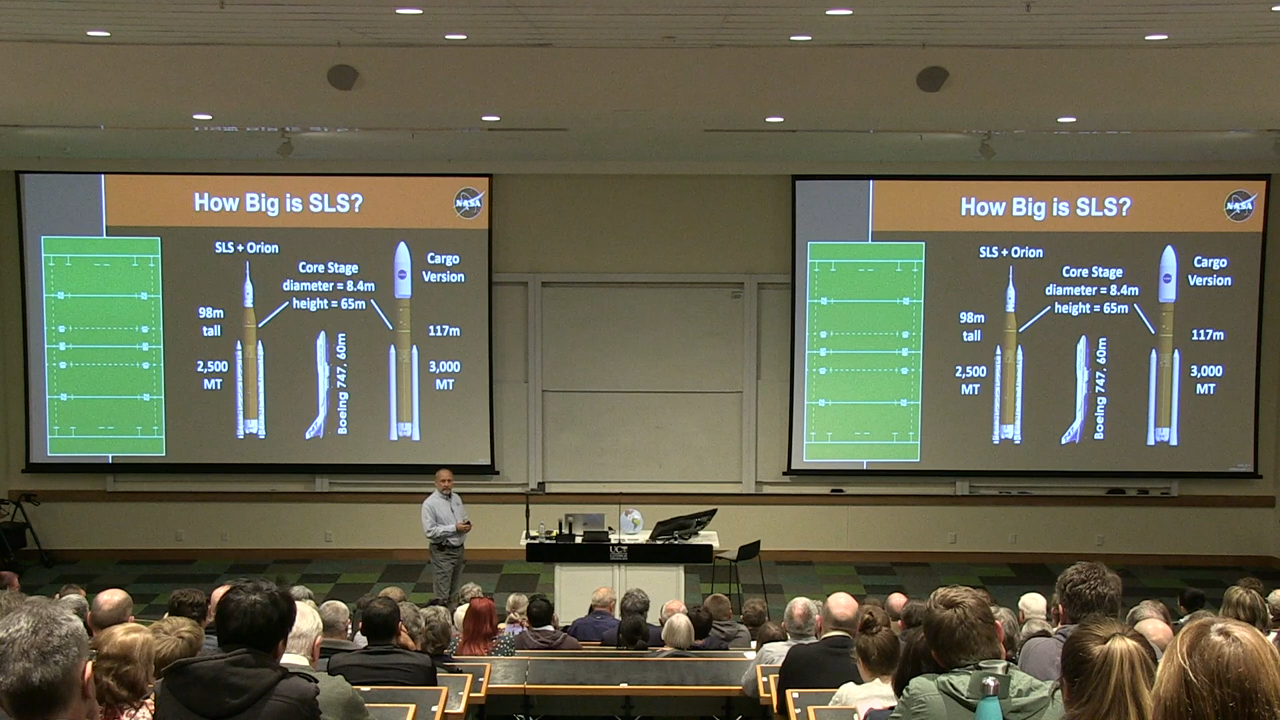 How Big is SLS?
NASA
SLS + Orion
Core Stage
diameter = 8.4m
height = 65m
Cargo
Version
98m
tall
117m
2,500
MT
Boeing 747, 60m
3,000
MT
How Big is SLS?
NASA
SLS + Orion
Core Stage
diameter = 8.4m
height = 65m
Cargo
Version
98m
tall
117m
2,500
MT
Boeing 747, 60m
3,000
MT
UC